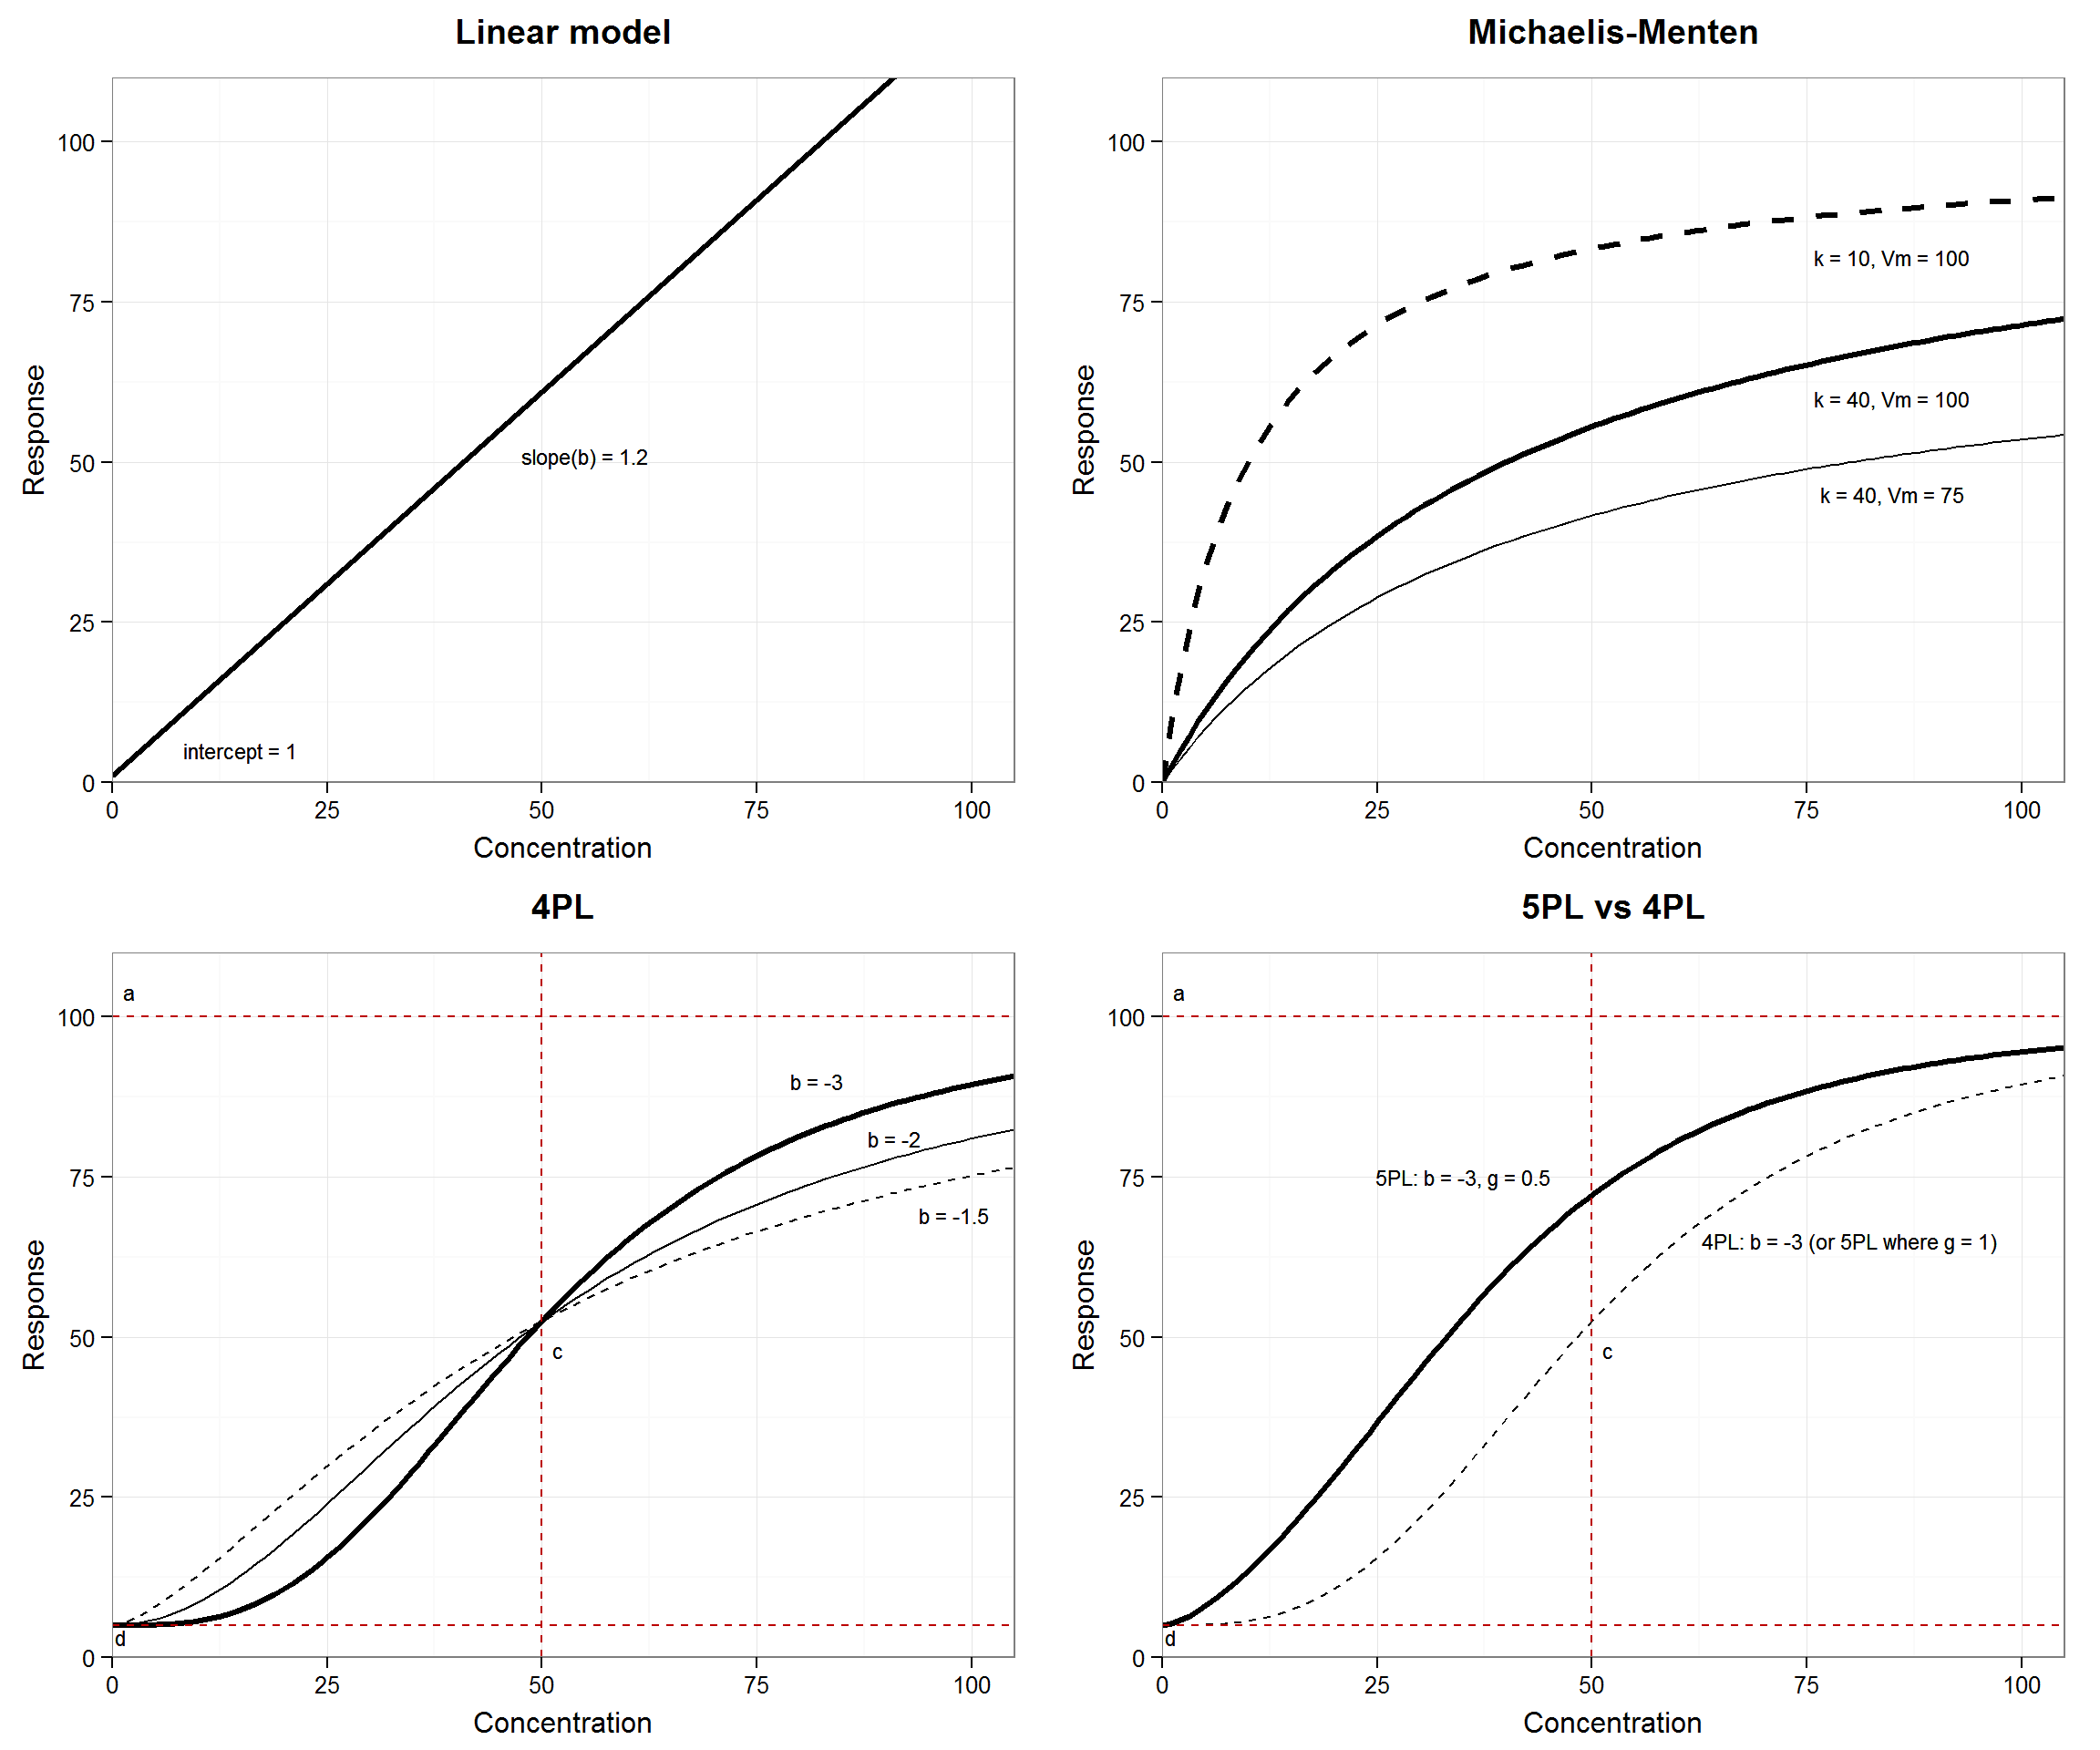 Linear model
100
75
50
25
0
Response
slope(b) = 1.2
intercept = 1
0 25 50 75 100
Concentration
Michaelis-Menten
100
75
50
25
0
Response
k = 10, Vm = 100
k = 40, Vm = 100
k = 40, Vm = 75
0 25 50 75 100
Concentration
4PL
a
100
75
50
25
0
Response
b = -3
b = -2
b = -1.5
c
d
0 25 50 75 100
Concentration
5PL vs 4PL
a
100
75
50
25
0
Response
5PL: b = -3, g = 0.5
4PL: b = -3 (or 5PL where g = 1)
c
d
0 25 50 75 100
Concentration